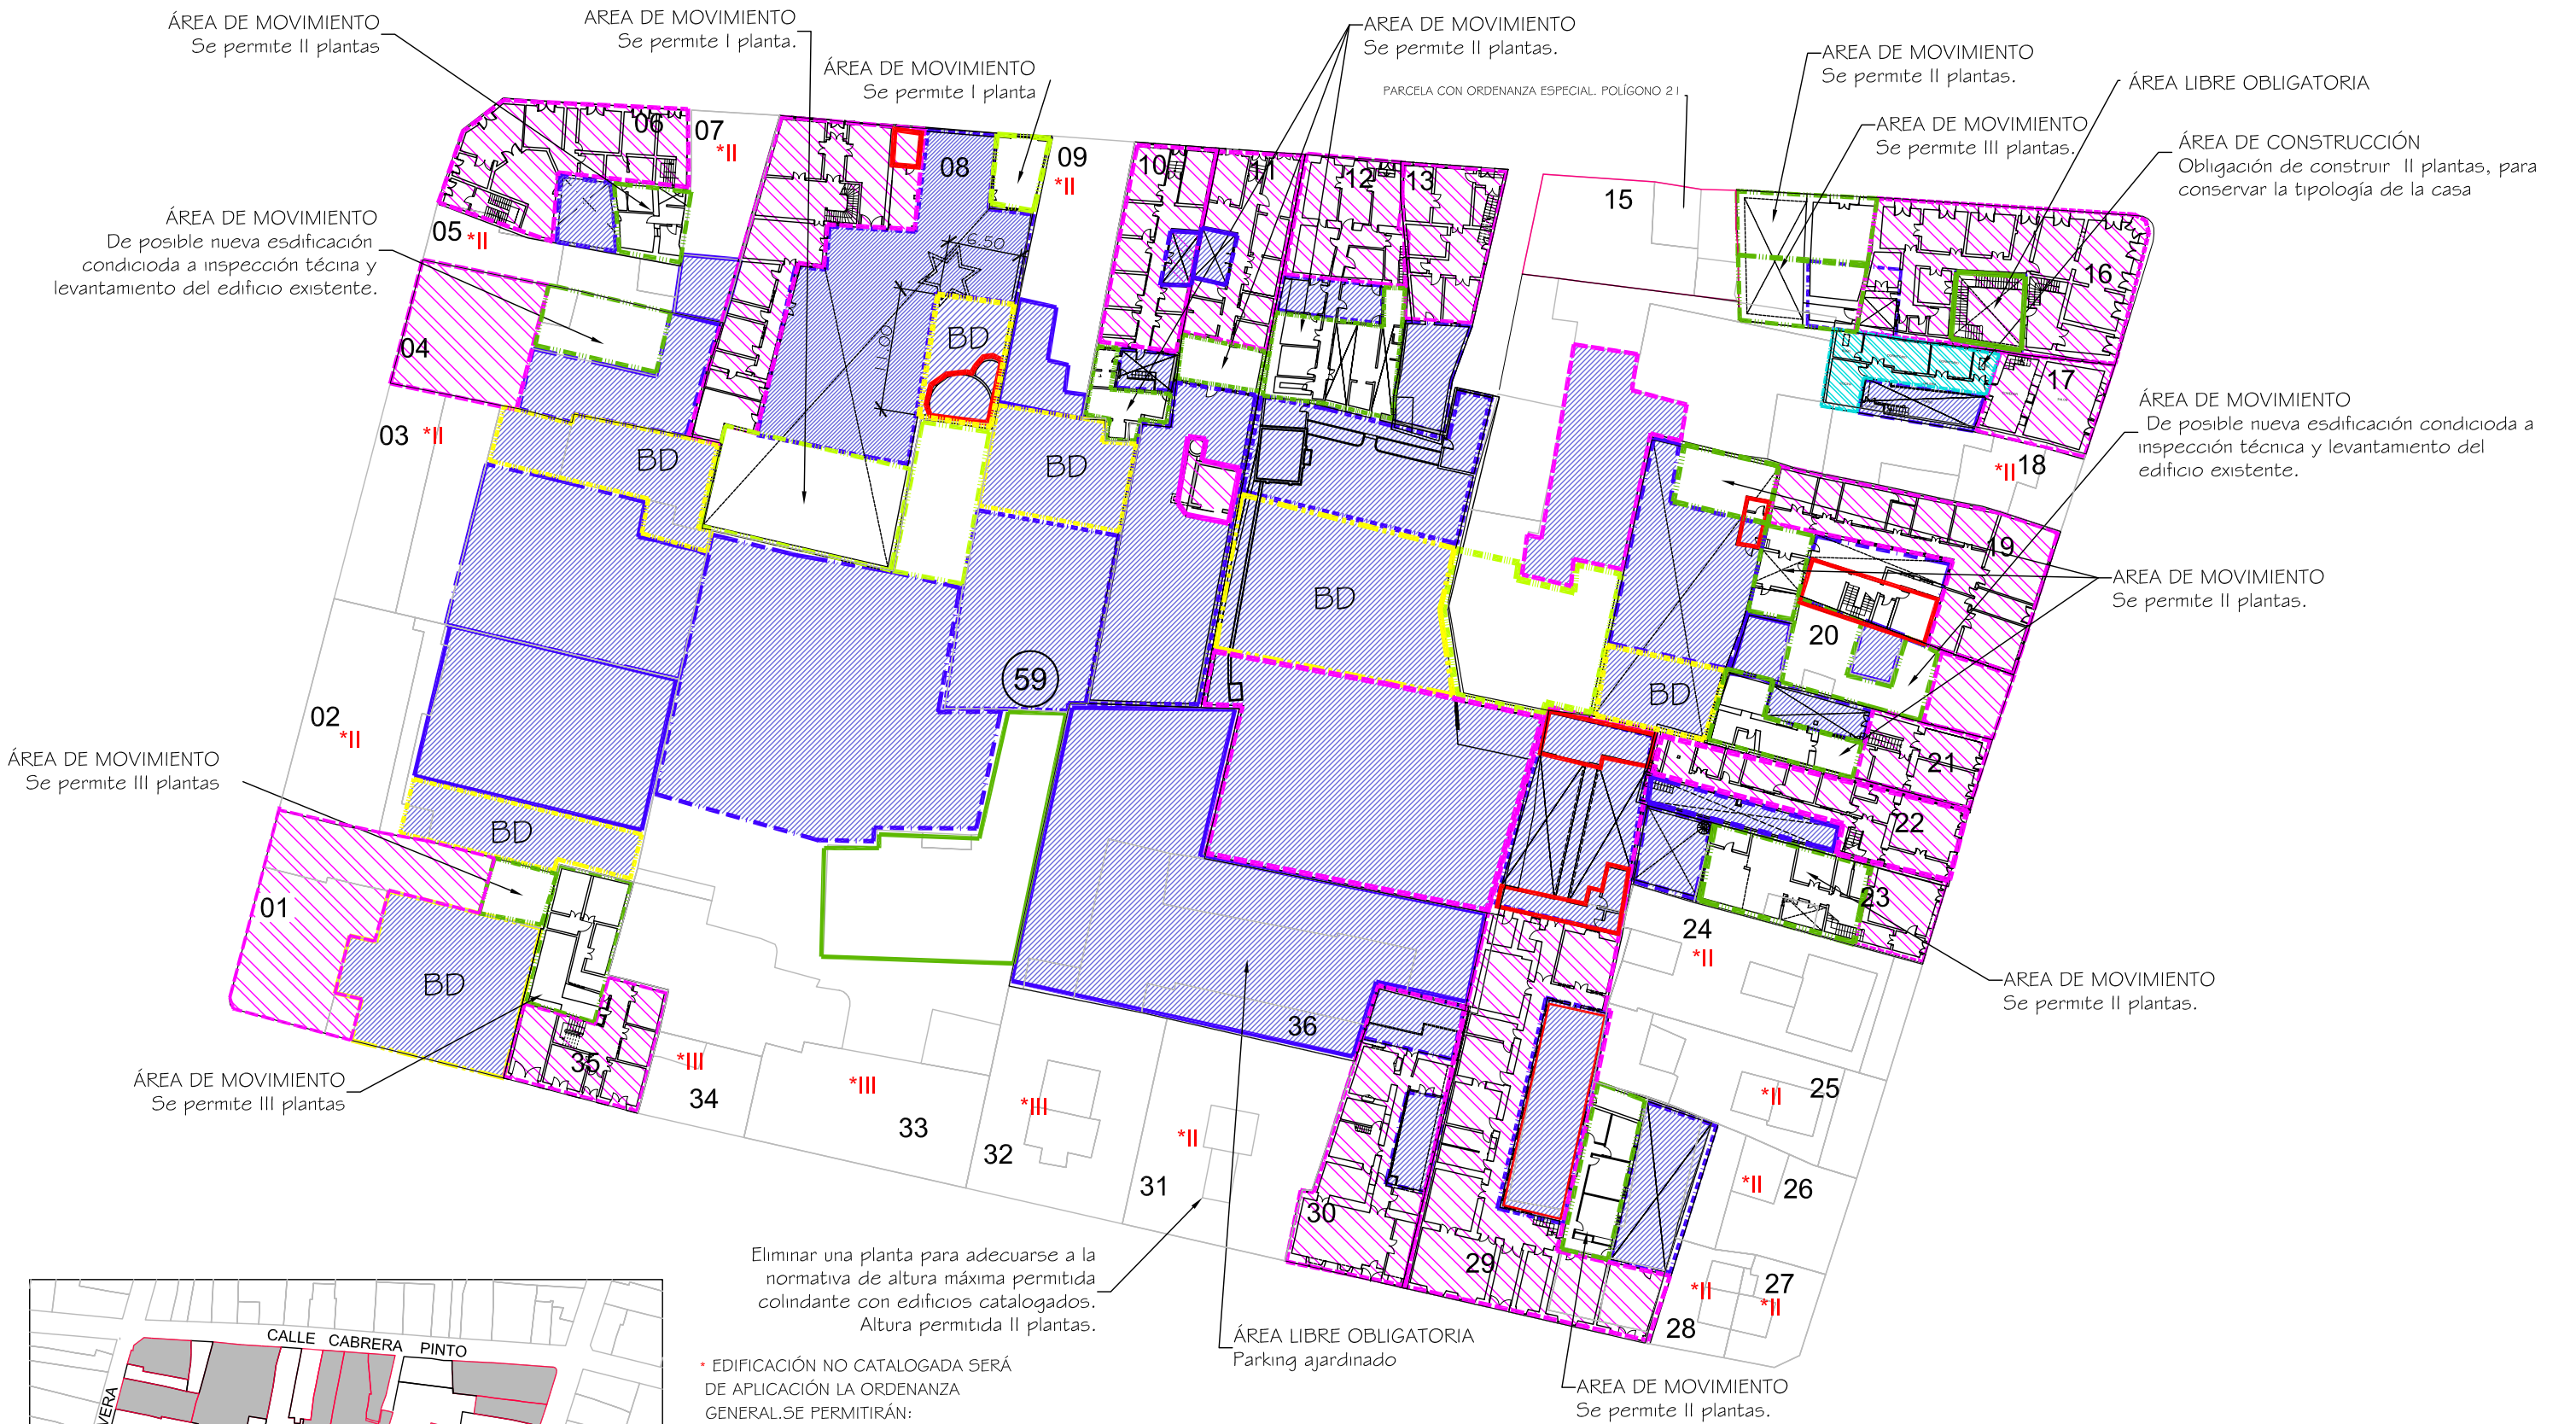 ÁREA DE MOVIMIENTO
Se permite II plantas
AREA DE MOVIMIENTO
Se permite I planta.
ÁREA DE MOVIMIENTO
Se permite I planta
AREA DE MOVIMIENTO
Se permite II plantas.
PARCELA CON ORDENANZA ESPECIAL. POLÍGONO 21
AREA DE MOVIMIENTO
Se permite II plantas.
ÁREA LIBRE OBLIGATORIA
AREA DE MOVIMIENTO
Se permite III plantas.
ÁREA DE CONSTRUCCIÓN
Obligación de construir II plantas, para
conservar la tipología de la casa
06
07
*II
08
09
*II
10
11
12
13
15
16
17
ÁREA DE MOVIMIENTO
De posible nueva esdificación
condicioda a inspección técina y
levantamiento del edificio existente.
05 *II
6.50
11.00
04
BD
03 *II
BD
BD
ÁREA DE MOVIMIENTO
De posible nueva esdificación condicioda a
inspección técnica y levantamiento del
edificio existente.
*II 18
19
BD
AREA DE MOVIMIENTO
Se permite II plantas.
20
59
BD
02
*II
21
ÁREA DE MOVIMIENTO
Se permite III plantas
BD
22
01
23
24
*II
BD
AREA DE MOVIMIENTO
Se permite II plantas.
36
35
ÁREA DE MOVIMIENTO
Se permite III plantas
*III
34
*III
33
*III
32
*II
31
25
*II
*II
26
30
29
27
*II
*II
28
Eliminar una planta para adecuarse a la
normativa de altura máxima permitida
colindante con edificios catalogados.
Altura permitida II plantas.
ÁREA LIBRE OBLIGATORIA
Parking ajardinado
AREA DE MOVIMIENTO
Se permite II plantas.
* EDIFICACIÓN NO CATALOGADA SERÁ
DE APLICACIÓN LA ORDENANZA
GENERAL.SE PERMITIRÁN:
CALLE CABRERA PINTO
VERA